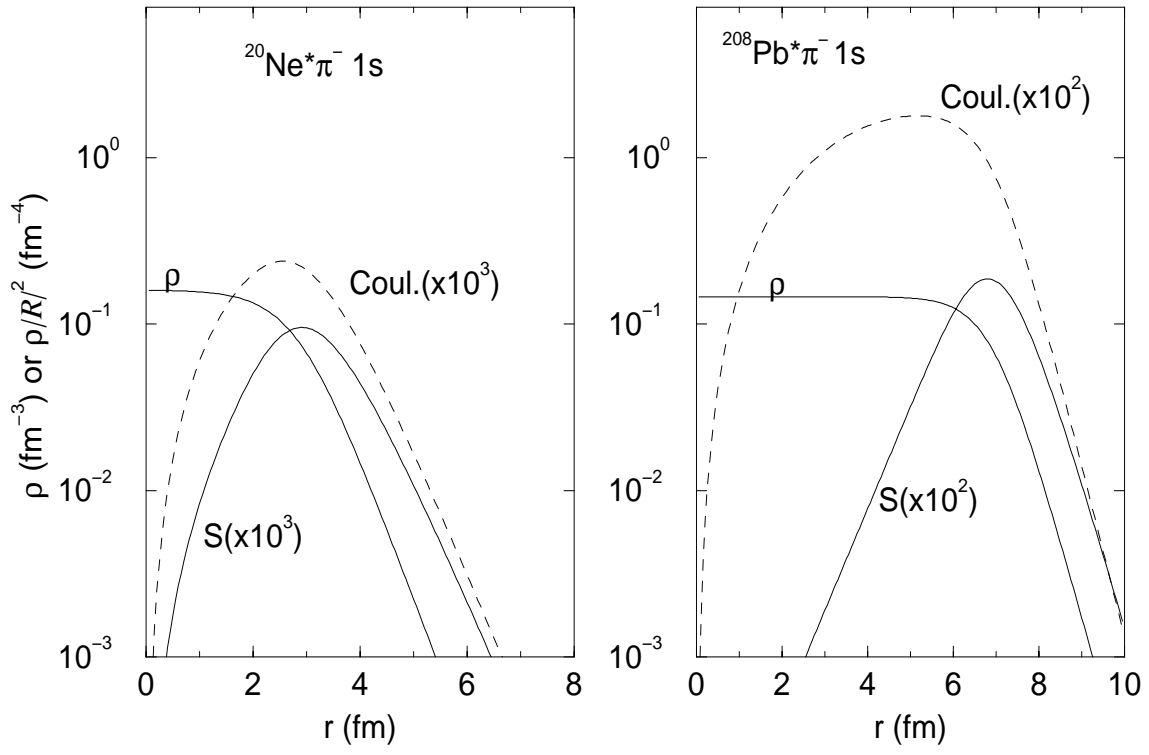 ²⁰Ne*π⁻ 1s
Coul.(x10³)
ρ
S(x10³)
ρ (fm⁻³) or ρ/R/² (fm⁻⁴)
10⁰
10⁻¹
10⁻²
10⁻³
0 2 4 6 8
r (fm)
²⁰⁸Pb*π⁻ 1s
Coul.(x10²)
ρ
S(x10²)
10⁰
10⁻¹
10⁻²
10⁻³
0 2 4 6 8 10
r (fm)